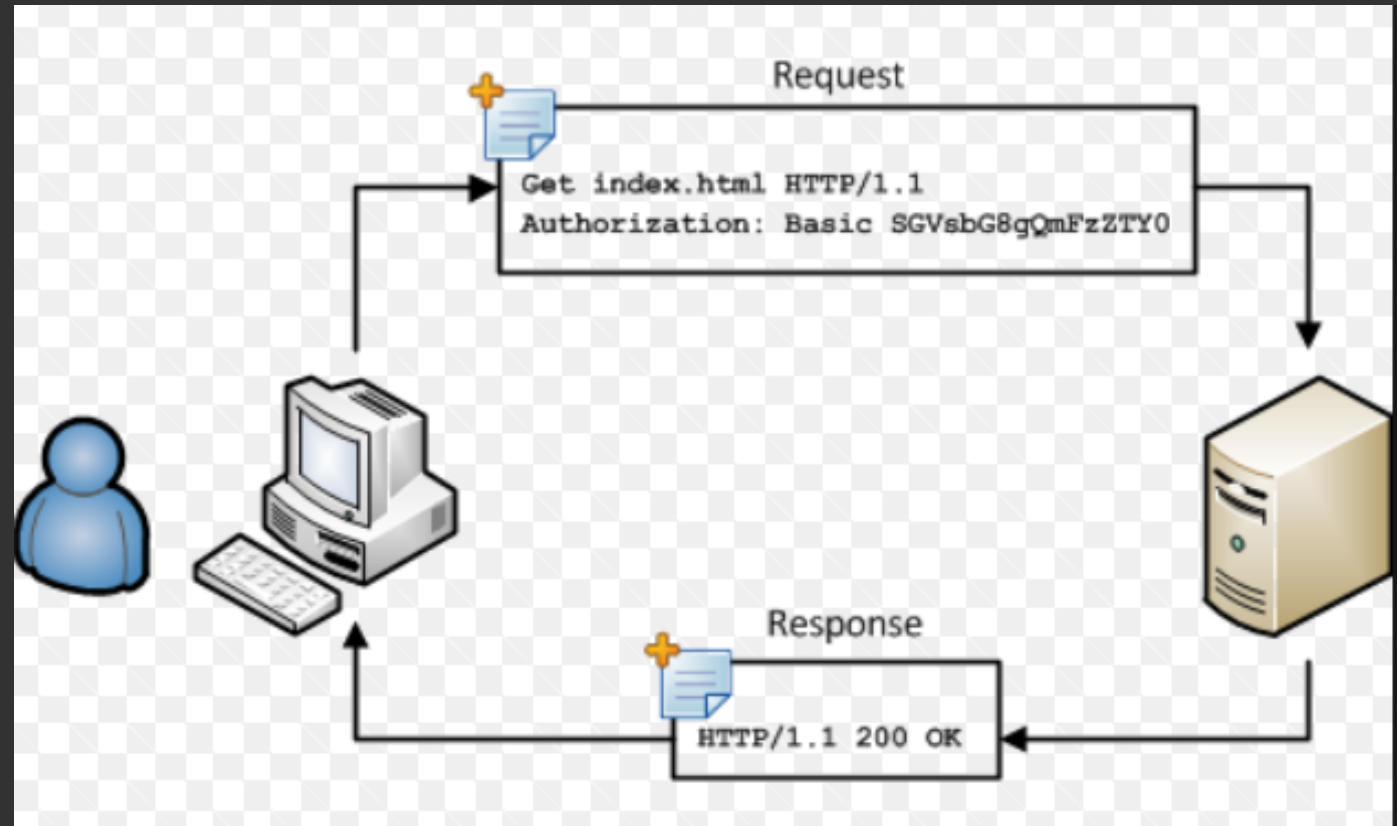 Request
Get index.html HTTP/1.1
Authorization: Basic SGVsbG8gQmFzZTY0
Response
HTTP/1.1 200 OK